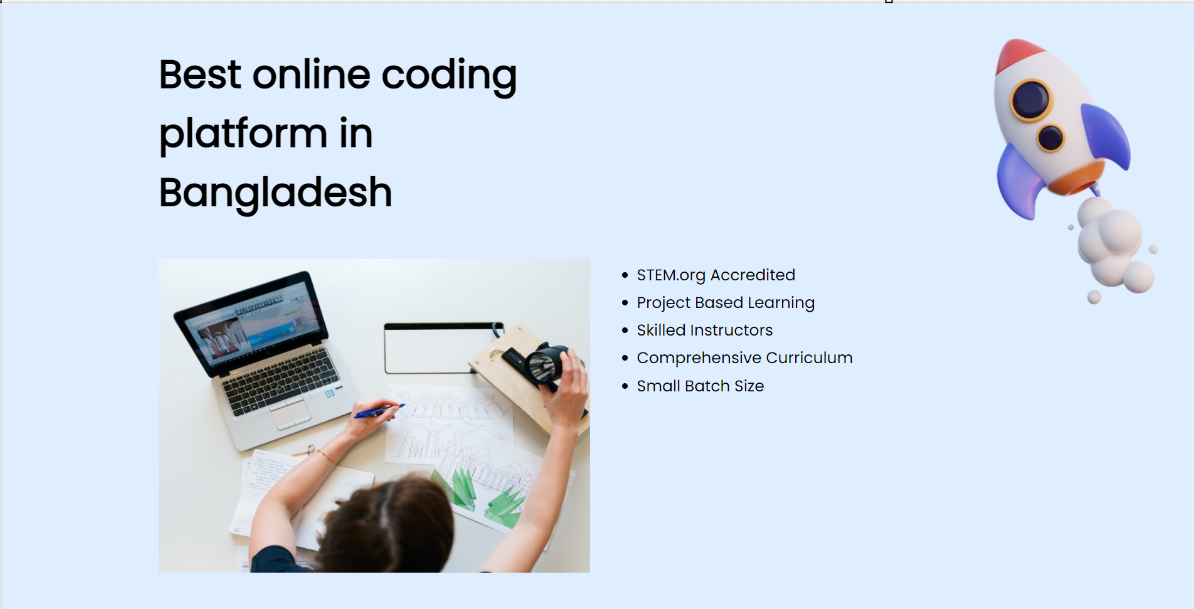 Best online coding
platform in
Bangladesh
STEM.org Accredited
Project Based Learning
Skilled Instructors
Comprehensive Curriculum
Small Batch Size